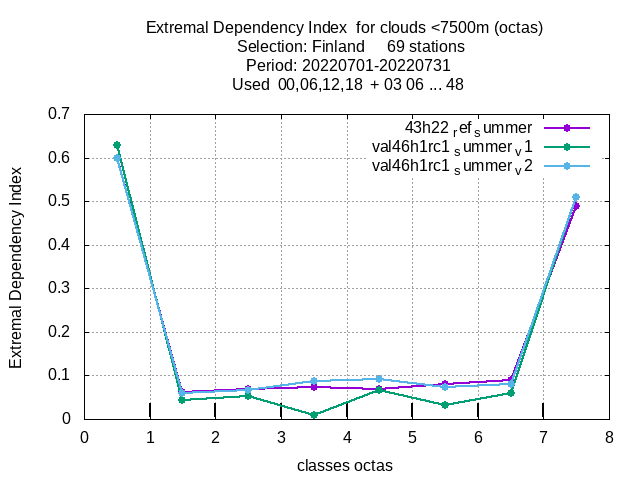 Extremal Dependency Index  for clouds <7500m (octas)
Selection: Finland     69 stations
Period: 20220701-20220731
Used  00,06,12,18  + 03 06 ... 48
43h22 ref summer
val46h1rc1 summer v1
val46h1rc1 summer v2
Extremal Dependency Index
0.7
0.6
0.5
0.4
0.3
0.2
0.1
0
0 1 2 3 4 5 6 7 8
classes octas